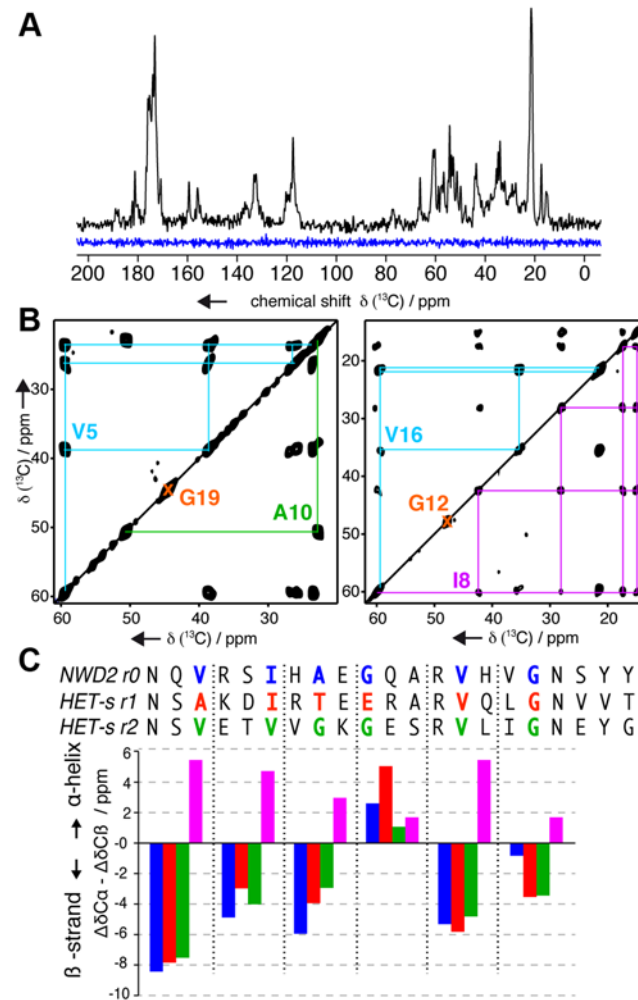 A
200 180 160 140 120 100 80 60 40 20 0
← chemical shift δ (¹³C) / ppm
B
δ (¹³C) / ppm →
30
40
50
60
V5
G19
A10
60 50 40 30
← δ (¹³C) / ppm
20
30
40
50
60
V16
G12
I8
60 50 40 30 20
← δ (¹³C) / ppm
C
NWD2 r0 N Q V R S I H A E G Q A R V H V G N S Y Y
HET-s r1 N S A K D I R T E E R A R V Q L G N V V T
HET-s r2 N S V E T V V G K G E S R V L I G N E Y G
ß -strand ← → α-helix
ΔδCα - ΔδCß / ppm
6
4
2
-0
-2
-4
-6
-8
-10